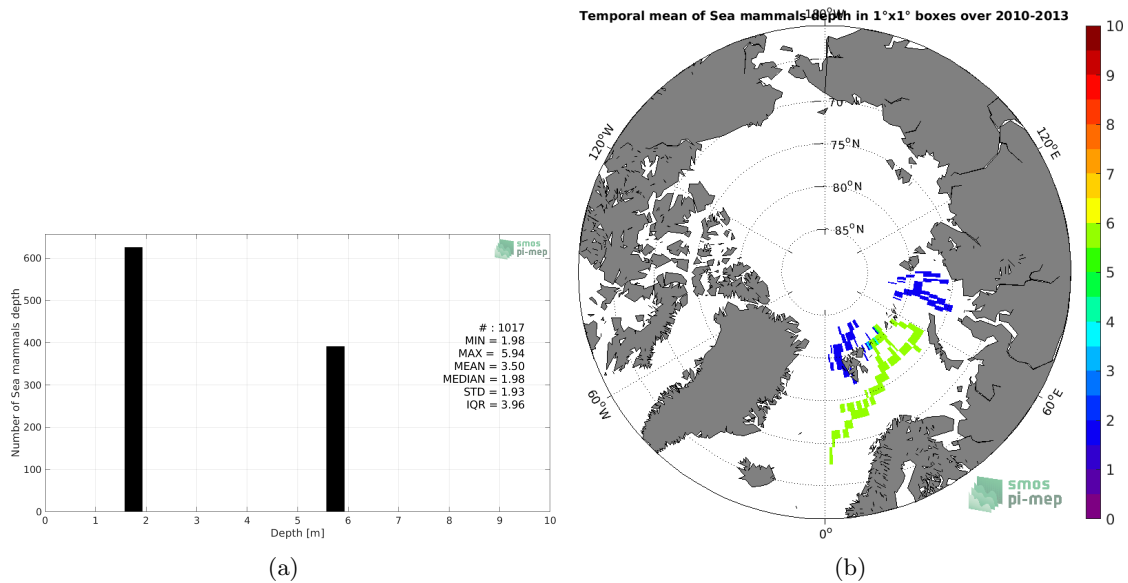 Temporal mean of Sea mammals depth in 1°x1° boxes over 2010-2013
180°W
120°W
120°E
60°W
60°E
0°
70°N
75°N
80°N
85°N
10
9
8
7
6
5
4
3
2
1
0
smos
pi-mep
Number of Sea mammals depth
600
500
400
300
200
100
0
smos
pi-mep
# : 1017
MIN = 1.98
MAX = 5.94
MEAN = 3.50
MEDIAN = 1.98
STD = 1.93
IQR = 3.96
0 1 2 3 4 5 6 7 8 9 10
Depth [m]
(a)
(b)